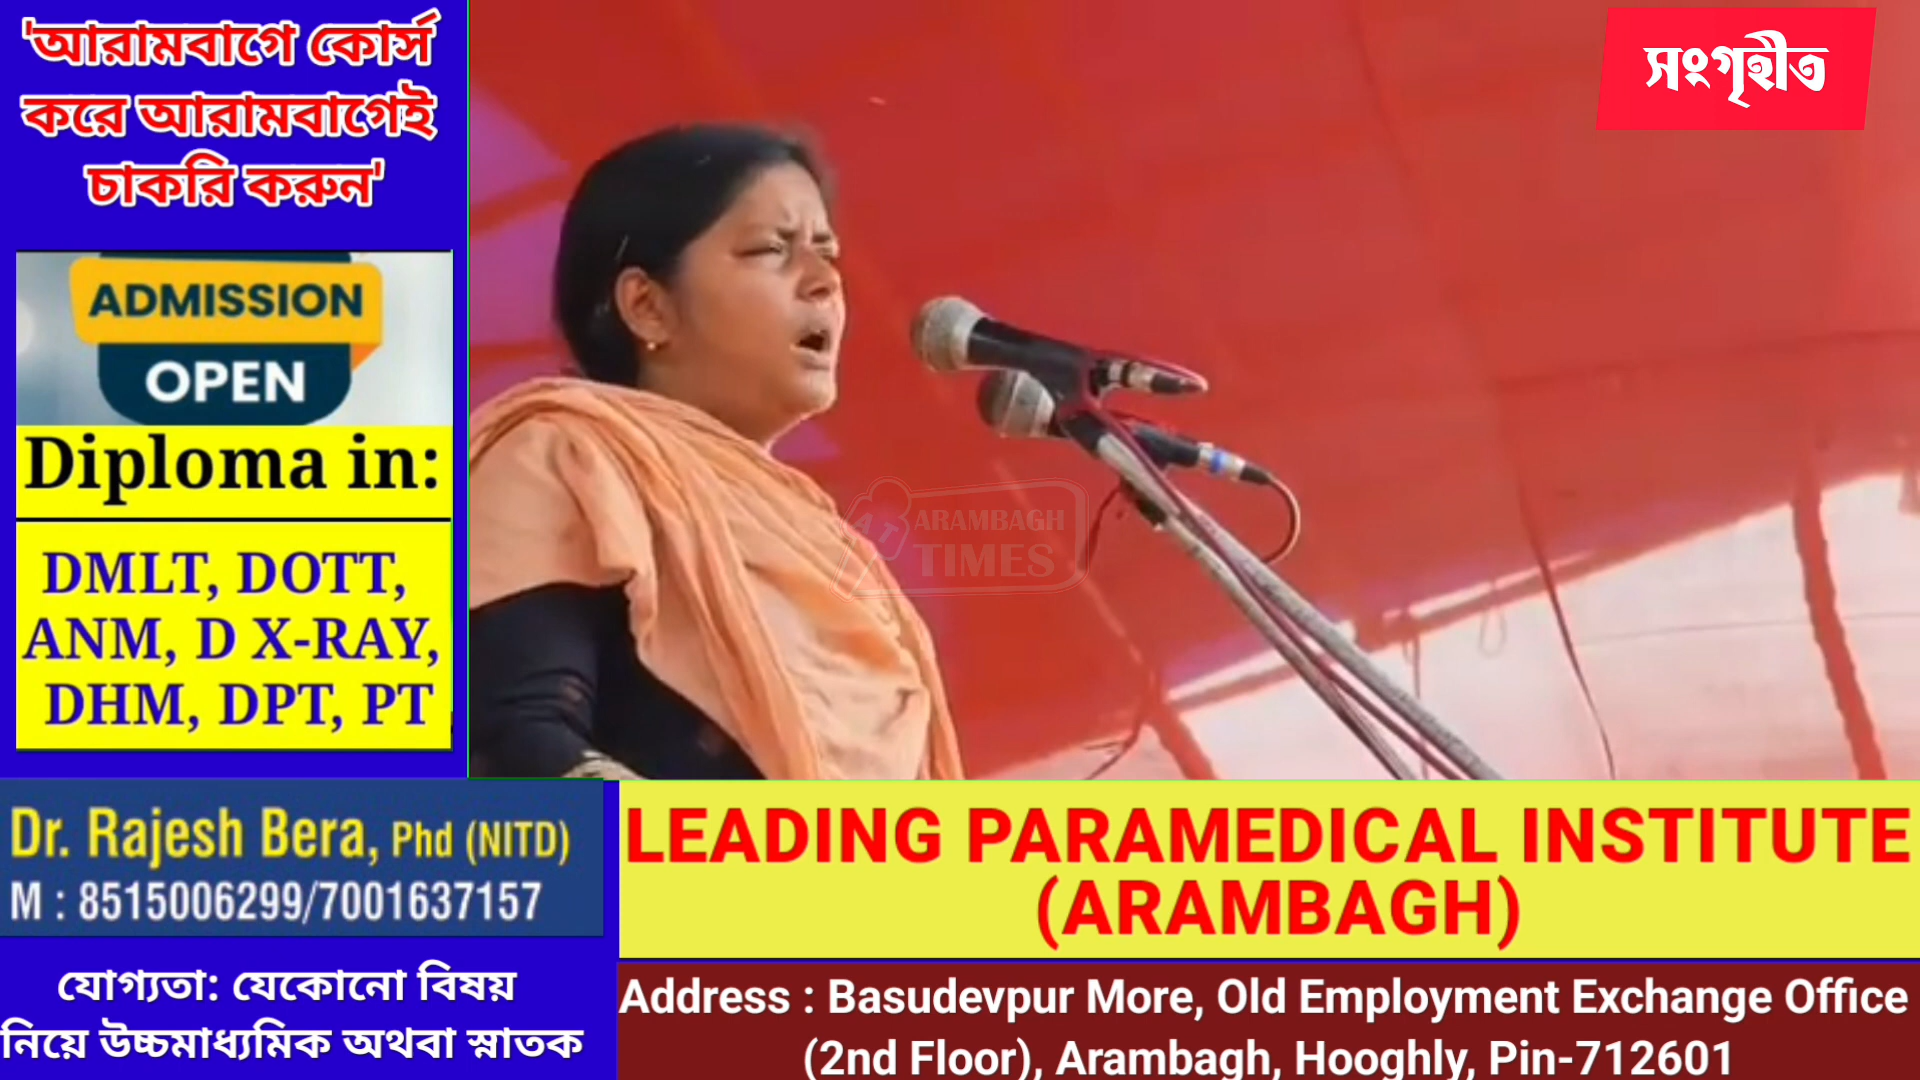 'আরামবাগে কোর্স
করে আরামবাগেই
চাকরি করুন'
ADMISSION
OPEN
Diploma in:
DMLT, DOTT,
ANM, D X-RAY,
DHM, DPT, PT
সংগৃহীত
AT ARAMBAGH
TIMES
Dr. Rajesh Bera, Phd (NITD)
M : 8515006299/7001637157
যোগ্যতা: যেকোনো বিষয়
নিয়ে উচ্চমাধ্যমিক অথবা স্নাতক
LEADING PARAMEDICAL INSTITUTE
(ARAMBAGH)
Address : Basudevpur More, Old Employment Exchange Office
(2nd Floor), Arambagh, Hooghly, Pin-712601